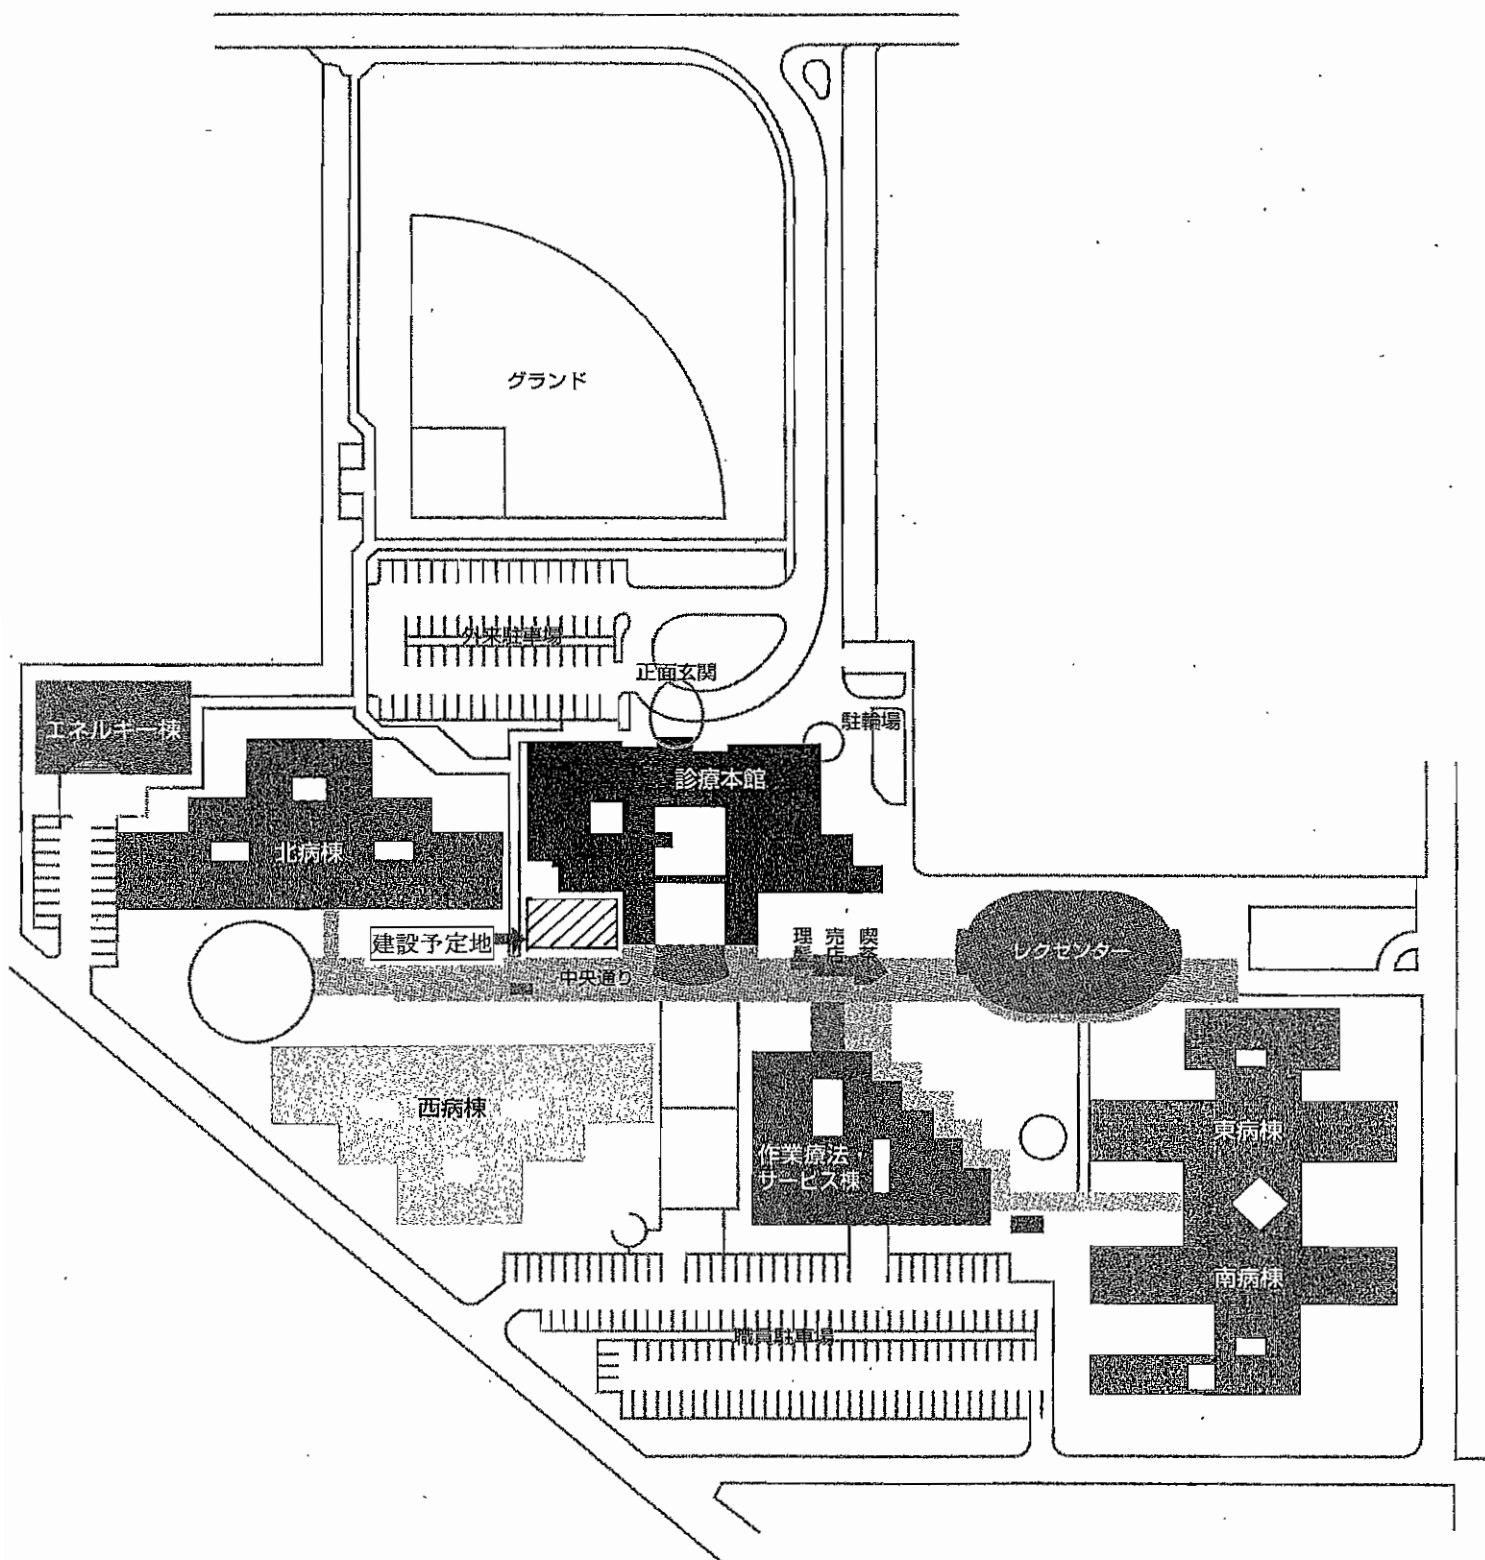 グランド
外来駐車場
正面玄関
駐輪場
エネルギー棟
診療本館
北病棟
建設予定地
中央通り
理髪
売店
喫茶
レクセンター
西病棟
作業療法
サービス棟
東病棟
南病棟
職員駐車場